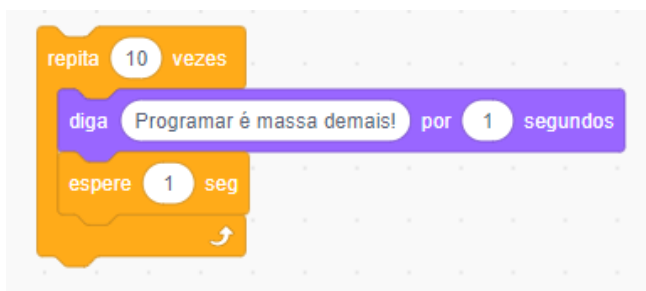 repita 10 vezes
diga Programar é massa demais! por 1 segundos
espere 1 seg